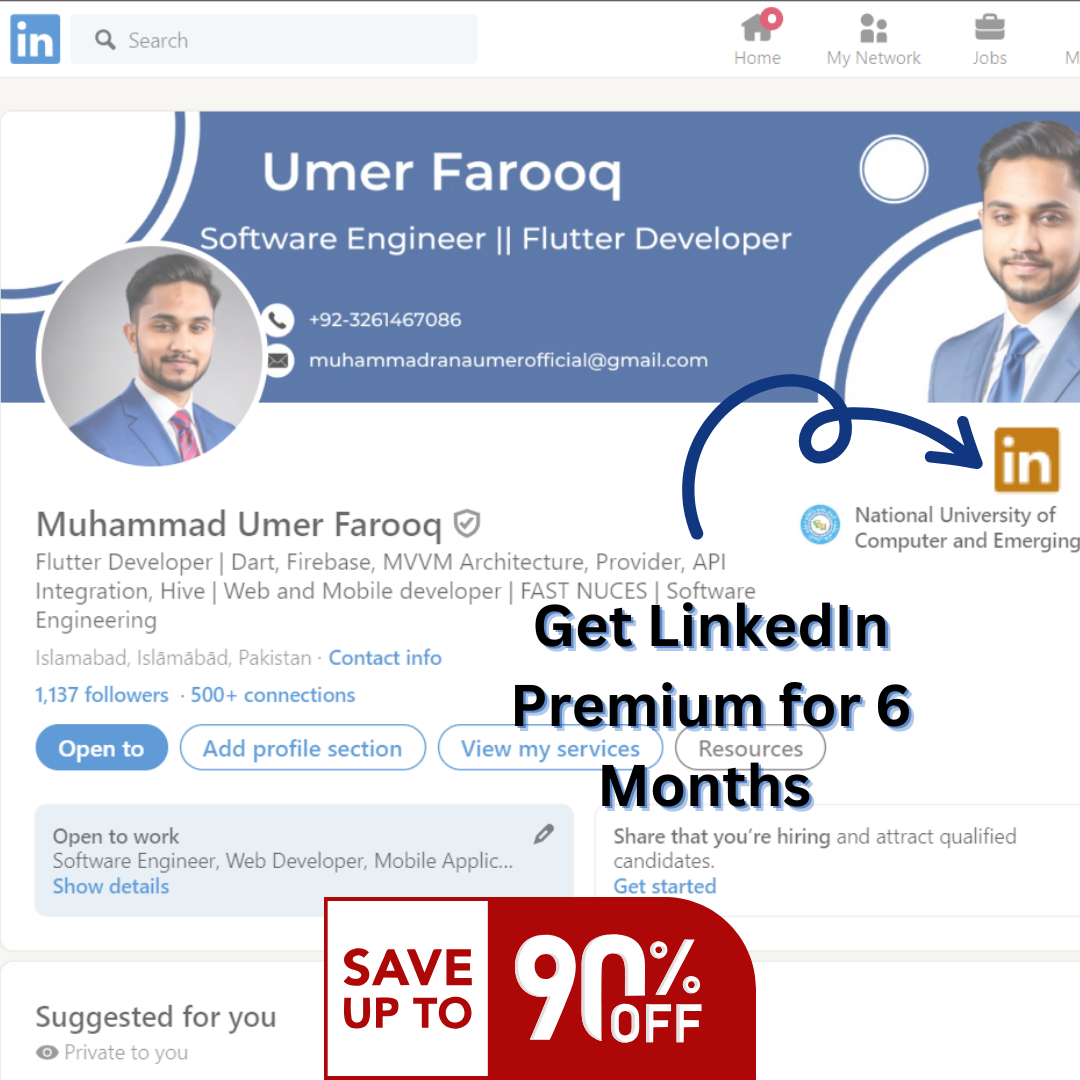 in
Search
Home
My Network
Jobs
M
Umer Farooq
Software Engineer || Flutter Developer
+92-3261467086
muhammadranaumerofficial@gmail.com
in
Muhammad Umer Farooq
National University of
Computer and Emerging
Flutter Developer | Dart, Firebase, MVVM Architecture, Provider, API
Integration, Hive | Web and Mobile developer | FAST NUCES | Software
Engineering
Get LinkedIn
Premium for 6
Months
Islamabad, Islāmābād, Pakistan · Contact info
1,137 followers · 500+ connections
Open to
Add profile section
View my services
Resources
Open to work
Software Engineer, Web Developer, Mobile Applic...
Show details
Share that you're hiring and attract qualified
candidates.
Get started
SAVE
UP TO
90%
OFF
Suggested for you
Private to you